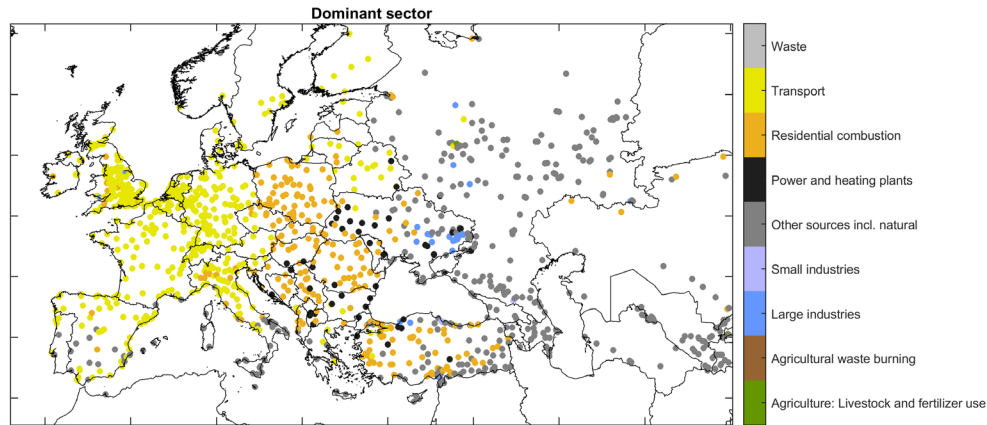 Dominant sector
Waste
Transport
Residential combustion
Power and heating plants
Other sources incl. natural
Small industries
Large industries
Agricultural waste burning
Agriculture: Livestock and fertilizer use